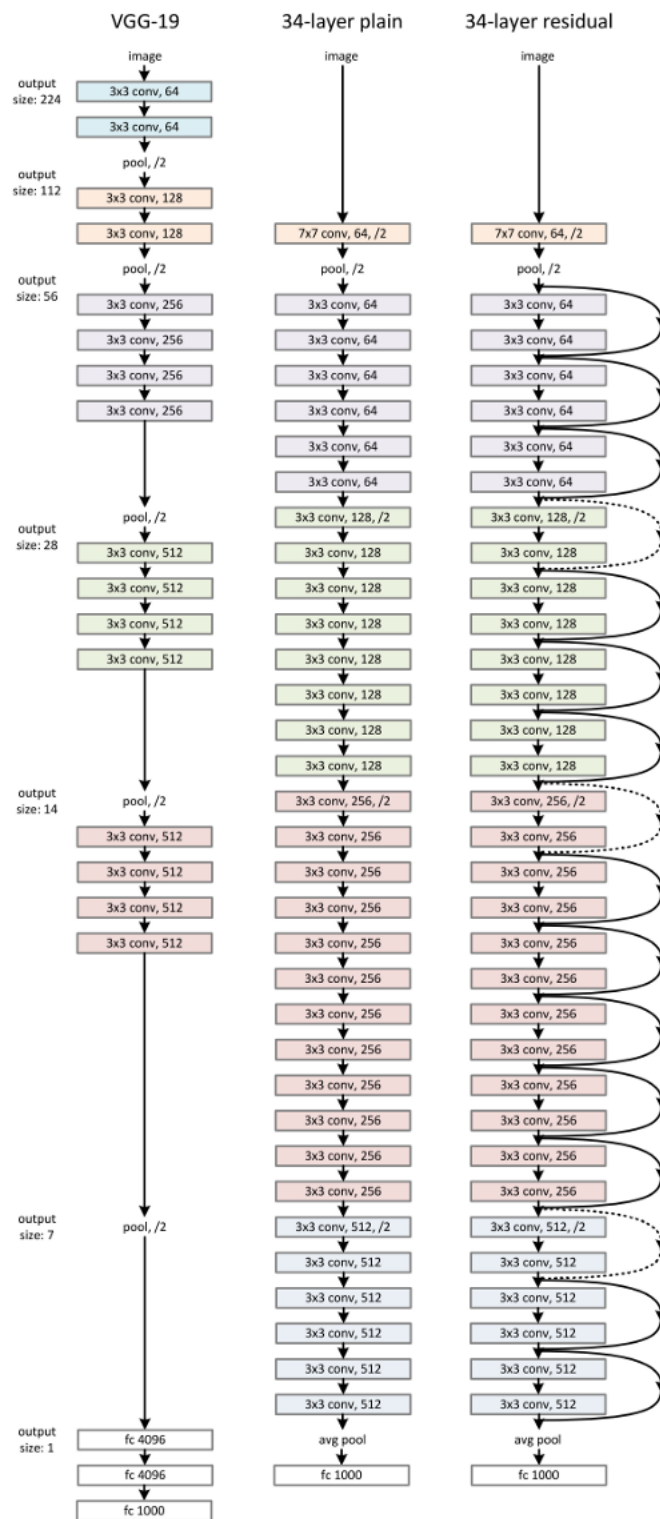 VGG-19
34-layer plain
34-layer residual
output
size: 224
output
size: 112
output
size: 56
output
size: 28
output
size: 14
output
size: 7
output
size: 1
image
3x3 conv, 64
3x3 conv, 64
pool, /2
3x3 conv, 128
3x3 conv, 128
pool, /2
3x3 conv, 256
3x3 conv, 256
3x3 conv, 256
3x3 conv, 256
pool, /2
3x3 conv, 512
3x3 conv, 512
3x3 conv, 512
3x3 conv, 512
pool, /2
3x3 conv, 512
3x3 conv, 512
3x3 conv, 512
3x3 conv, 512
pool, /2
fc 4096
fc 4096
fc 1000
image
7x7 conv, 64, /2
pool, /2
3x3 conv, 64
3x3 conv, 64
3x3 conv, 64
3x3 conv, 64
3x3 conv, 64
3x3 conv, 64
3x3 conv, 128, /2
3x3 conv, 128
3x3 conv, 128
3x3 conv, 128
3x3 conv, 128
3x3 conv, 128
3x3 conv, 128
3x3 conv, 128
3x3 conv, 256, /2
3x3 conv, 256
3x3 conv, 256
3x3 conv, 256
3x3 conv, 256
3x3 conv, 256
3x3 conv, 256
3x3 conv, 256
3x3 conv, 256
3x3 conv, 256
3x3 conv, 256
3x3 conv, 256
3x3 conv, 512, /2
3x3 conv, 512
3x3 conv, 512
3x3 conv, 512
3x3 conv, 512
3x3 conv, 512
avg pool
fc 1000
image
7x7 conv, 64, /2
pool, /2
3x3 conv, 64
3x3 conv, 64
3x3 conv, 64
3x3 conv, 64
3x3 conv, 64
3x3 conv, 64
3x3 conv, 128, /2
3x3 conv, 128
3x3 conv, 128
3x3 conv, 128
3x3 conv, 128
3x3 conv, 128
3x3 conv, 128
3x3 conv, 128
3x3 conv, 256, /2
3x3 conv, 256
3x3 conv, 256
3x3 conv, 256
3x3 conv, 256
3x3 conv, 256
3x3 conv, 256
3x3 conv, 256
3x3 conv, 256
3x3 conv, 256
3x3 conv, 256
3x3 conv, 256
3x3 conv, 512, /2
3x3 conv, 512
3x3 conv, 512
3x3 conv, 512
3x3 conv, 512
3x3 conv, 512
avg pool
fc 1000